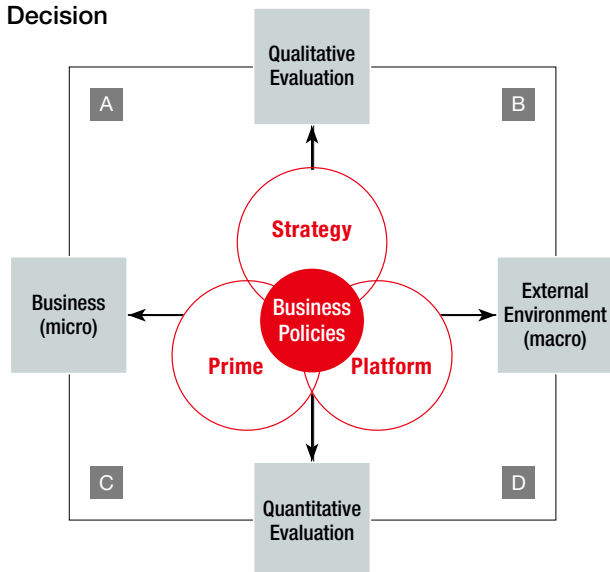 Decision
Qualitative
Evaluation
A
B
Strategy
Business
(micro)
Business
Policies
External
Environment
(macro)
Prime
Platform
C
D
Quantitative
Evaluation